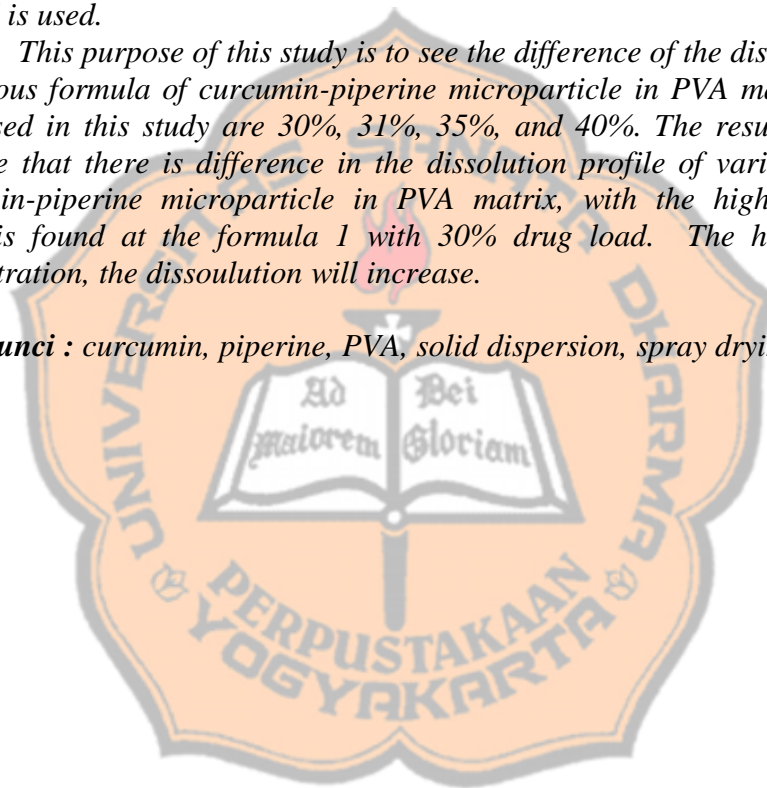 is used.
This purpose of this study is to see the difference of the dis
ous formula of curcumin-piperine microparticle in PVA ma
sed in this study are 30%, 31%, 35%, and 40%. The resu
e that there is difference in the dissolution profile of vari
in-piperine microparticle in PVA matrix, with the high
is found at the formula 1 with 30% drug load. The h
tration, the dissoulution will increase.
unci : curcumin, piperine, PVA, solid dispersion, spray dryi
UNIVERSITAS SANATA DHARMA
Ad Dei
Maiorem Gloriam
PERPUSTAKAAN
YOGYAKARTA